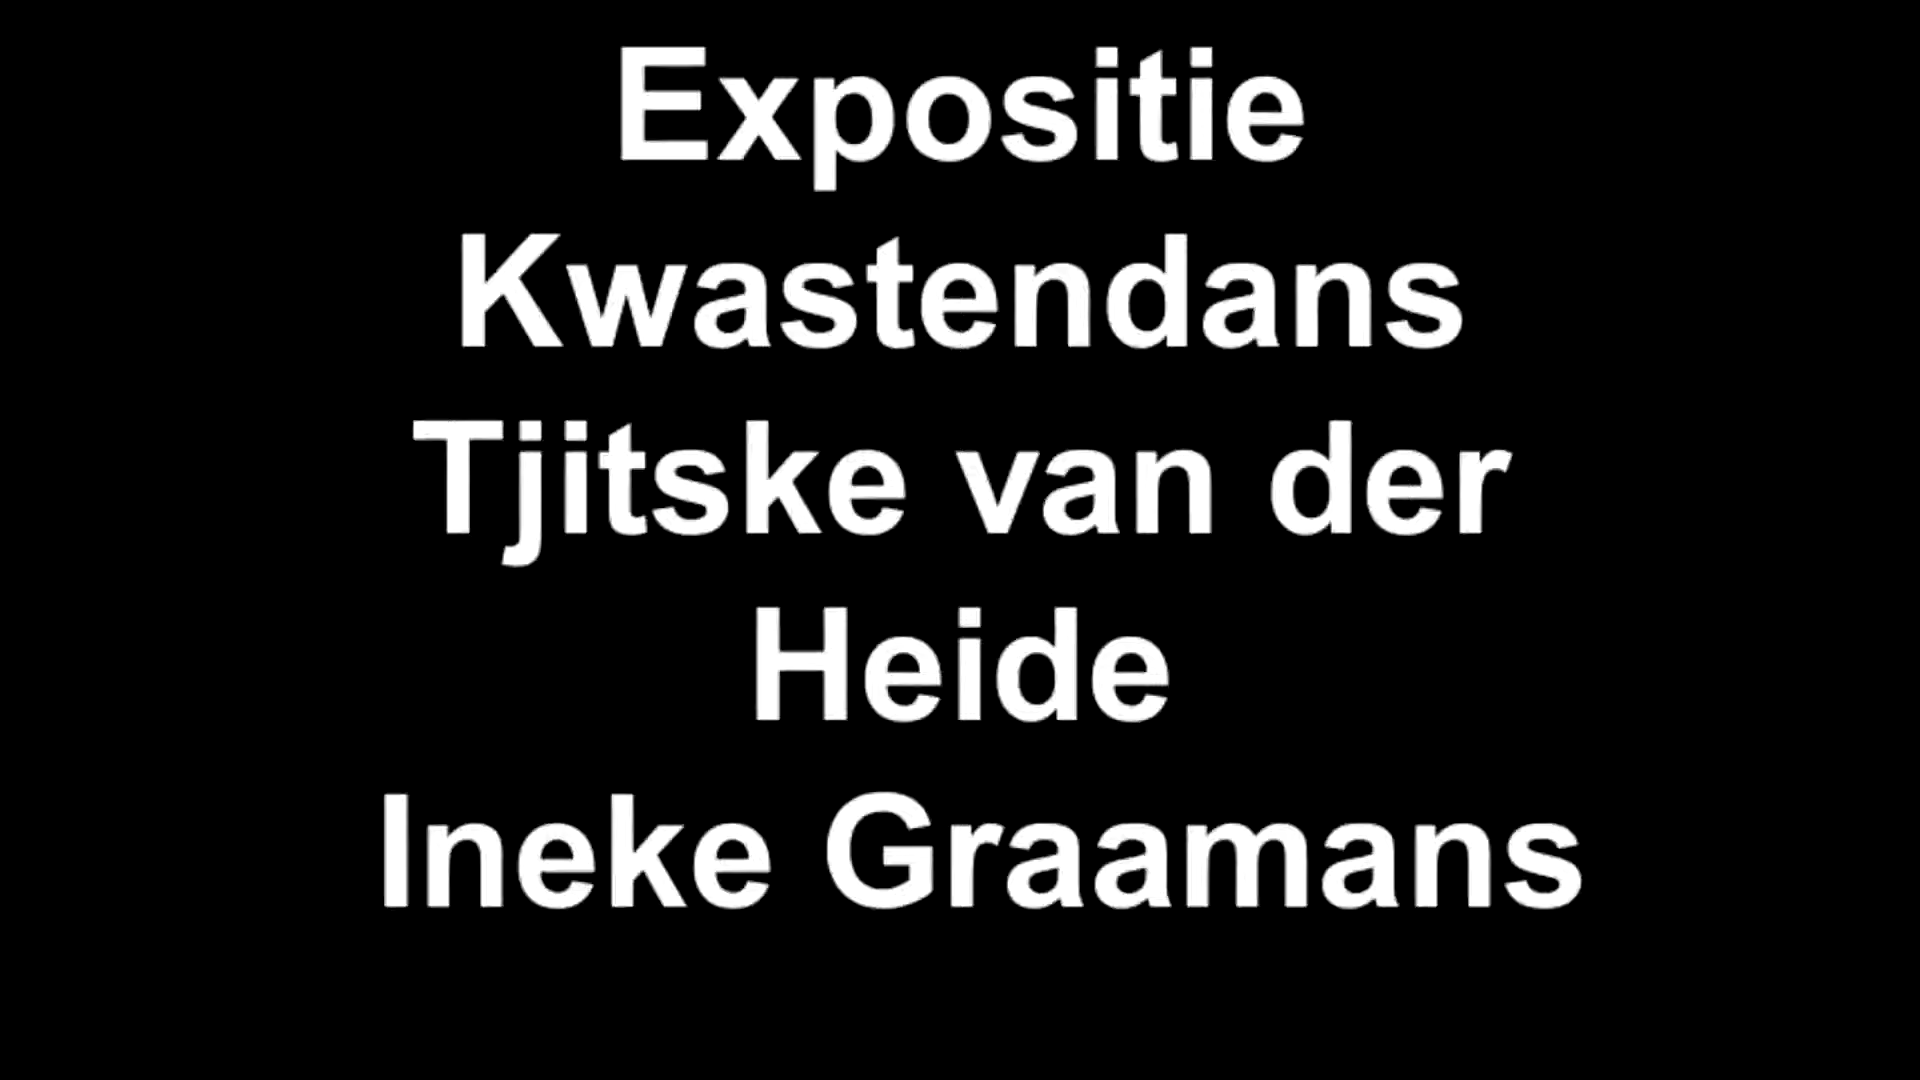 Expositie
Kwastendans
Tjitske van der
Heide
Ineke Graamans